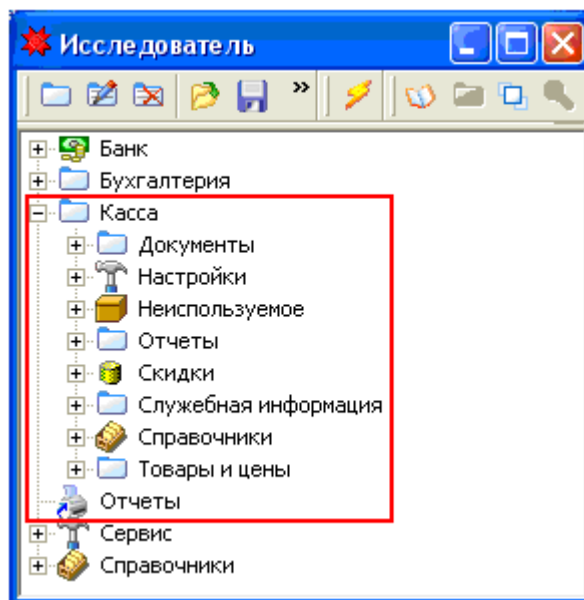 Исследователь
Банк
Бухгалтерия
Касса
Документы
Настройки
Неиспользуемое
Отчеты
Скидки
Служебная информация
Справочники
Товары и цены
Отчеты
Сервис
Справочники